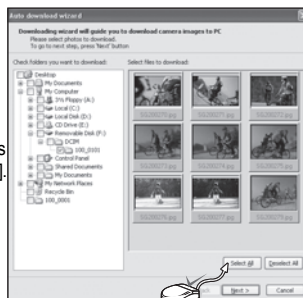 Auto download wizard
Downloading wizard will guide you to download camera images to PC
Please select photos to download.
To go to next step, press 'Next' button
Check folders you want to download:
Select files to download:
Desktop
My Documents
My Computer
3½ Floppy (A:)
Local (C:)
Local (D:)
CD Drive (E:)
Removable Disk (F:)
DCIM
100_0101
Control Panel
Shared Documents
My Documents
My Network Places
Recycle Bin
100_0001
s
].
Select All
Deselect All
Next >
Cancel